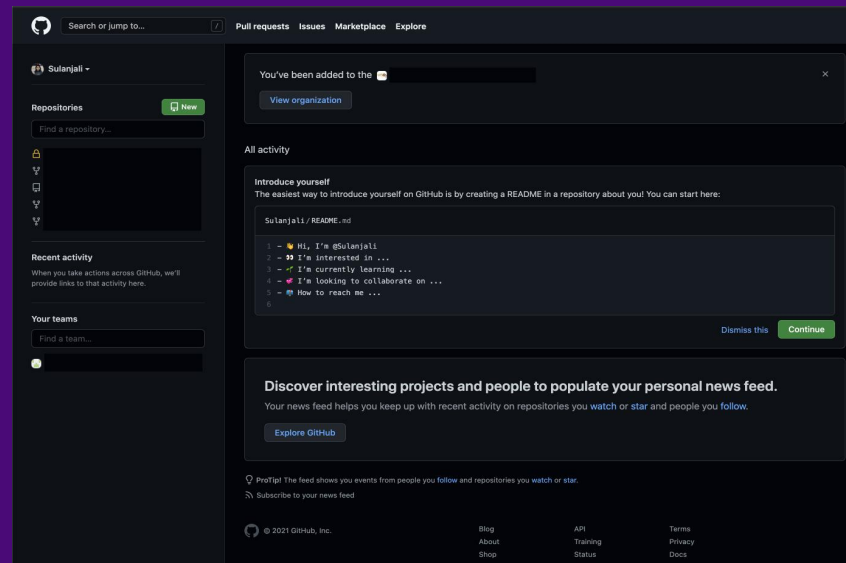 Search or jump to...
/
Pull requests Issues Marketplace Explore
Sulanjali
Repositories
New
Find a repository...
Recent activity
When you take actions across GitHub, we'll
provide links to that activity here.
Your teams
Find a team...
You've been added to the
View organization
All activity
Introduce yourself
The easiest way to introduce yourself on GitHub is by creating a README in a repository about you! You can start here:
Sulanjali/README.md
1 - 👋 Hi, I'm @Sulanjali
2 - 👀 I'm interested in ...
3 - 🌱 I'm currently learning ...
4 - 💞️ I'm looking to collaborate on ...
5 - 📫 How to reach me ...
6
Dismiss this Continue
Discover interesting projects and people to populate your personal news feed.
Your news feed helps you keep up with recent activity on repositories you watch or star and people you follow.
Explore GitHub
ProTip! The feed shows you events from people you follow and repositories you watch or star.
Subscribe to your news feed
© 2021 GitHub, Inc.
Blog API Terms
About Training Privacy
Shop Status Docs